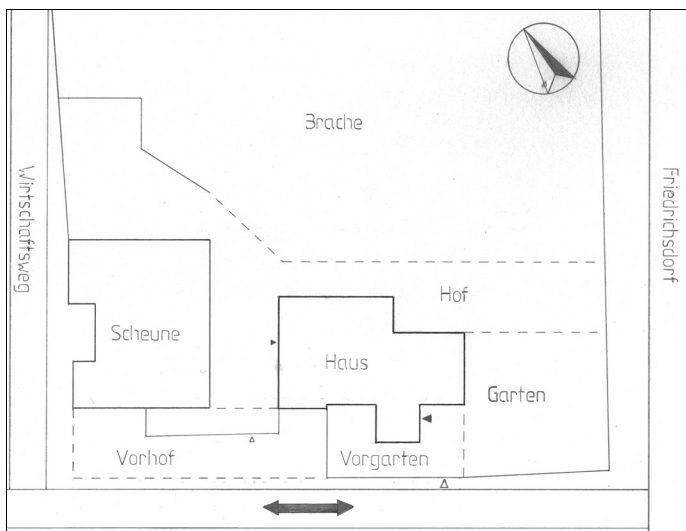 Brache
Wirtschaftsweg
Friedrichsdorf
Hof
Scheune
Haus
Garten
Vorhof
Vorgarten